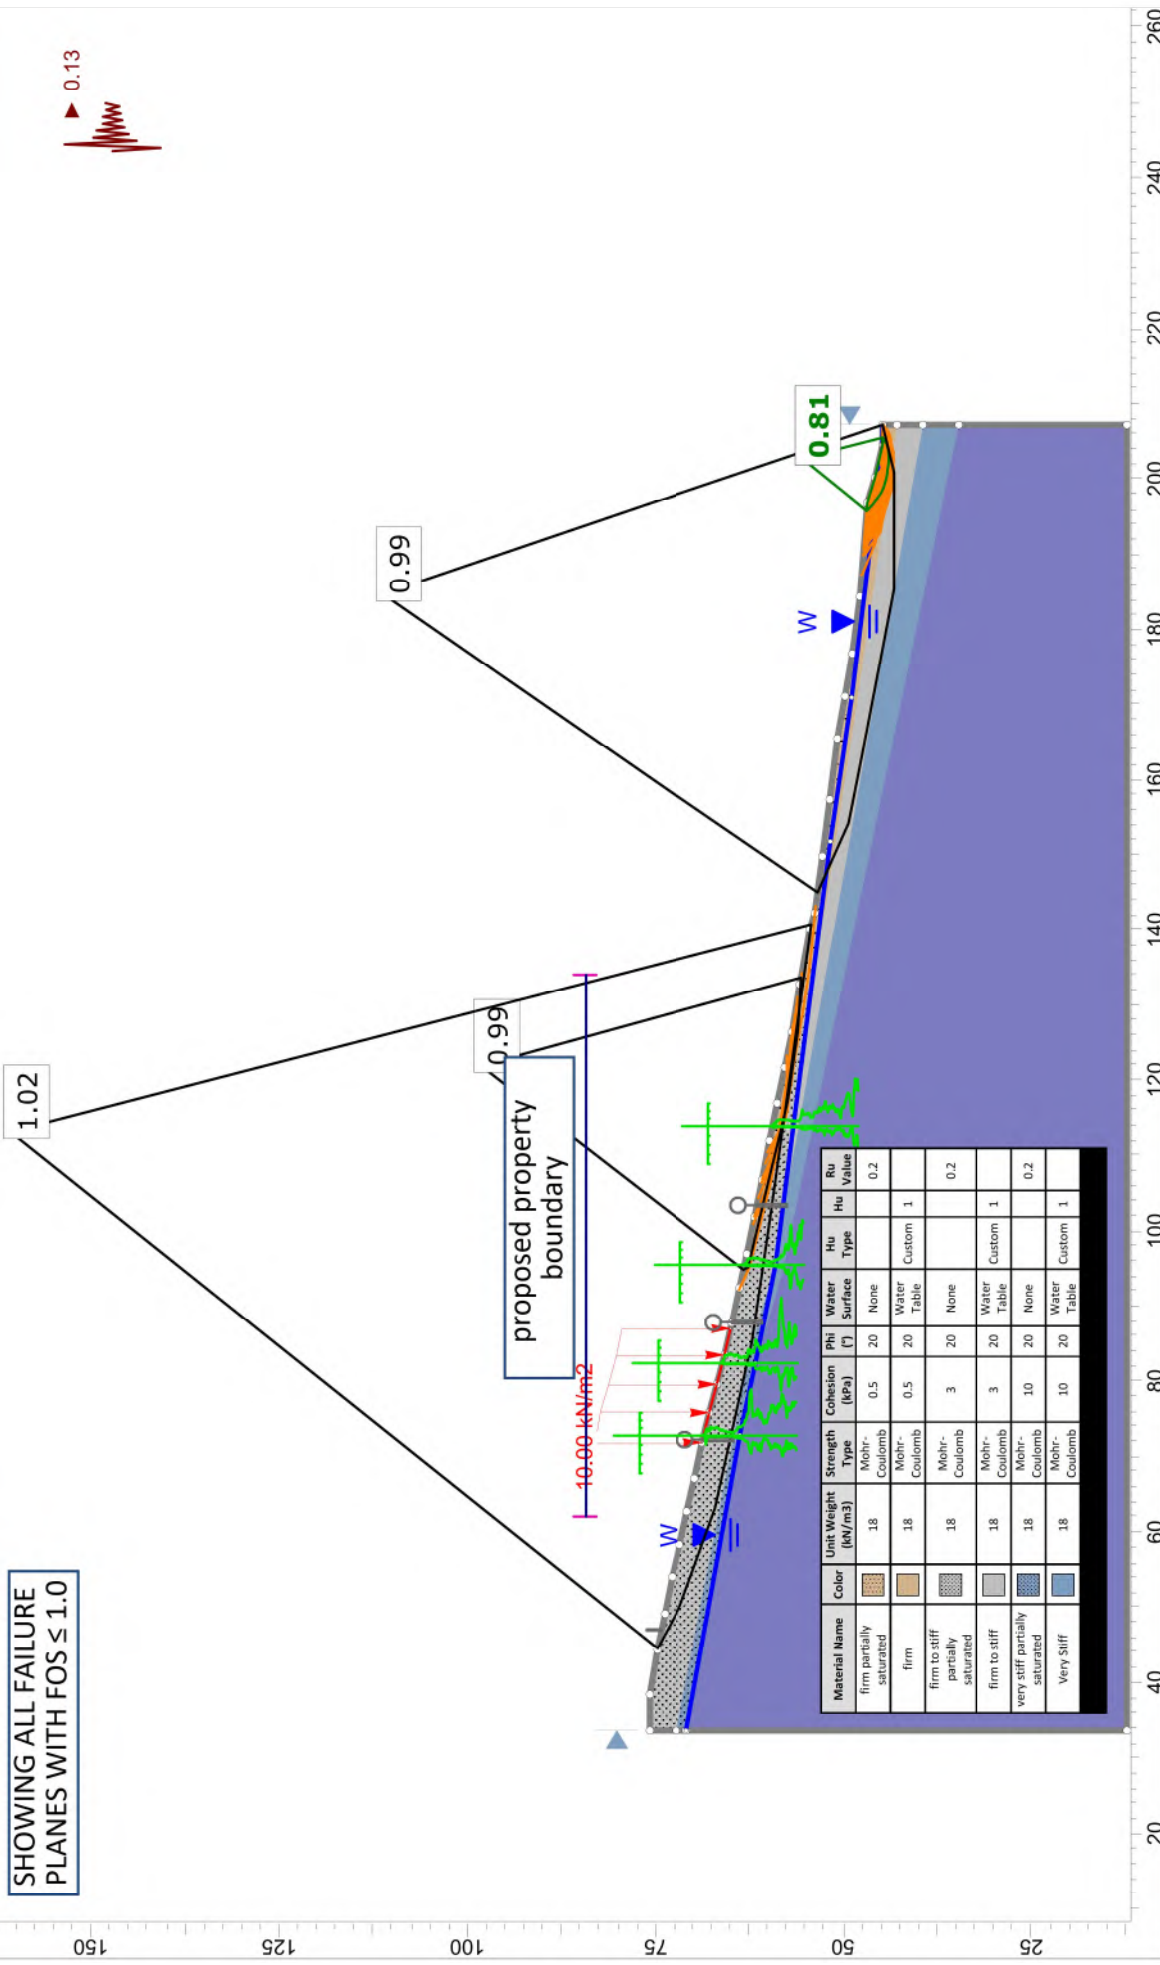 SHOWING ALL FAILURE
PLANES WITH FOS ≤ 1.0
0.13
1.02
0.99
0.99
0.81
proposed property
boundary
10.00 kN/m2
W
W
Material Name Color Unit Weight (kN/m3) Strength Type Cohesion (kPa) Phi (°) Water Surface Hu Type Hu Ru Value
firm partially saturated 18 Mohr-Coulomb 0.5 20 None 0.2
firm 18 Mohr-Coulomb 0.5 20 Water Table Custom 1
firm to stiff partially saturated 18 Mohr-Coulomb 3 20 None 0.2
firm to stiff 18 Mohr-Coulomb 3 20 Water Table Custom 1
very stiff partially saturated 18 Mohr-Coulomb 10 20 None 0.2
Very Stiff 18 Mohr-Coulomb 10 20 Water Table Custom 1
150
125
100
75
50
25
20 40 60 80 100 120 140 160 180 200 220 240 260